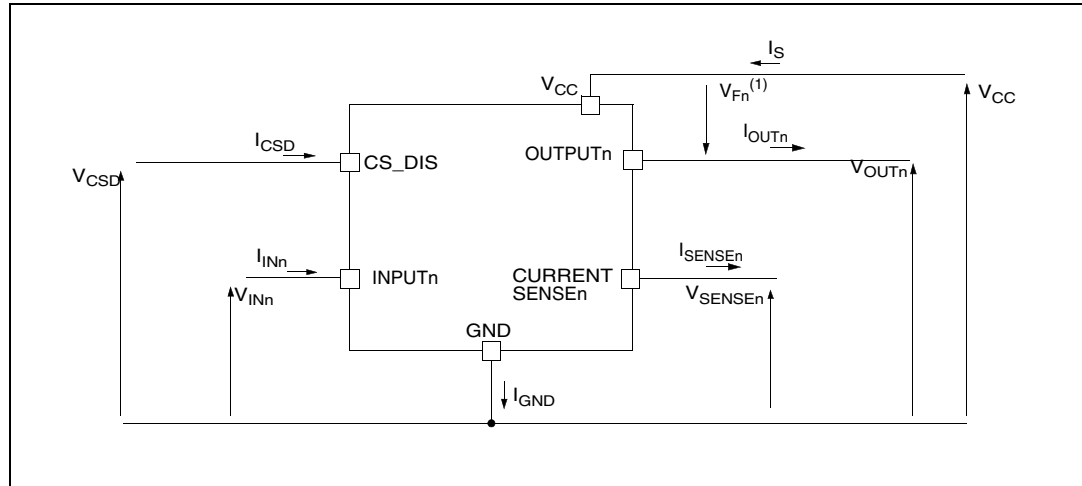 I_S
V_CC
V_Fn^(1)
V_CC
I_OUTn
I_CSD
OUTPUTn
CS_DIS
V_CSD
V_OUTn
I_INn
I_SENSEn
INPUTn
CURRENT
SENSEn
V_INn
V_SENSEn
GND
I_GND